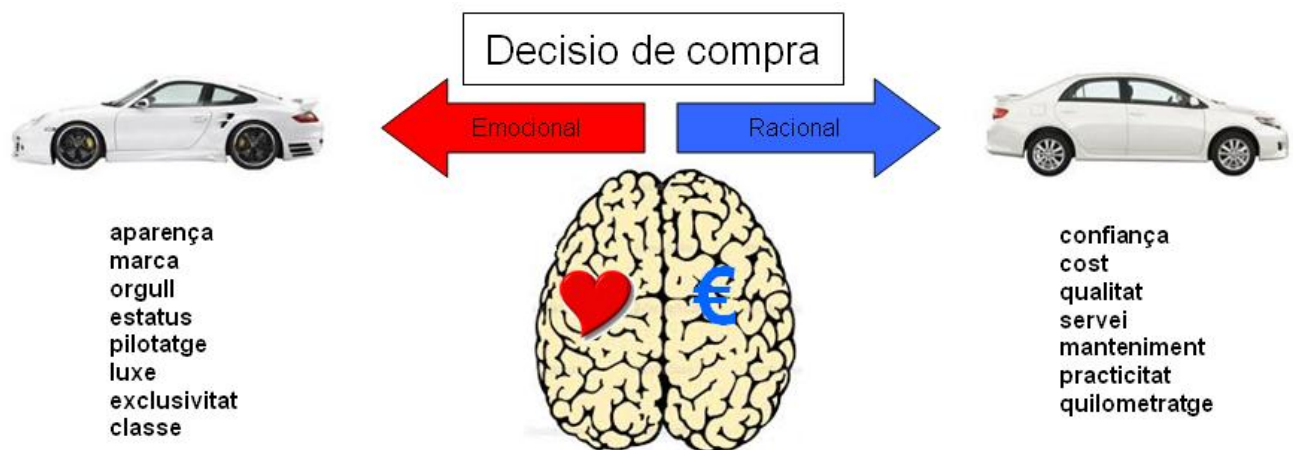 Decisio de compra
Emocional
Racional
aparença
marca
orgull
estatus
pilotatge
luxe
exclusivitat
classe
€
confiança
cost
qualitat
servei
manteniment
practicitat
quilometratge